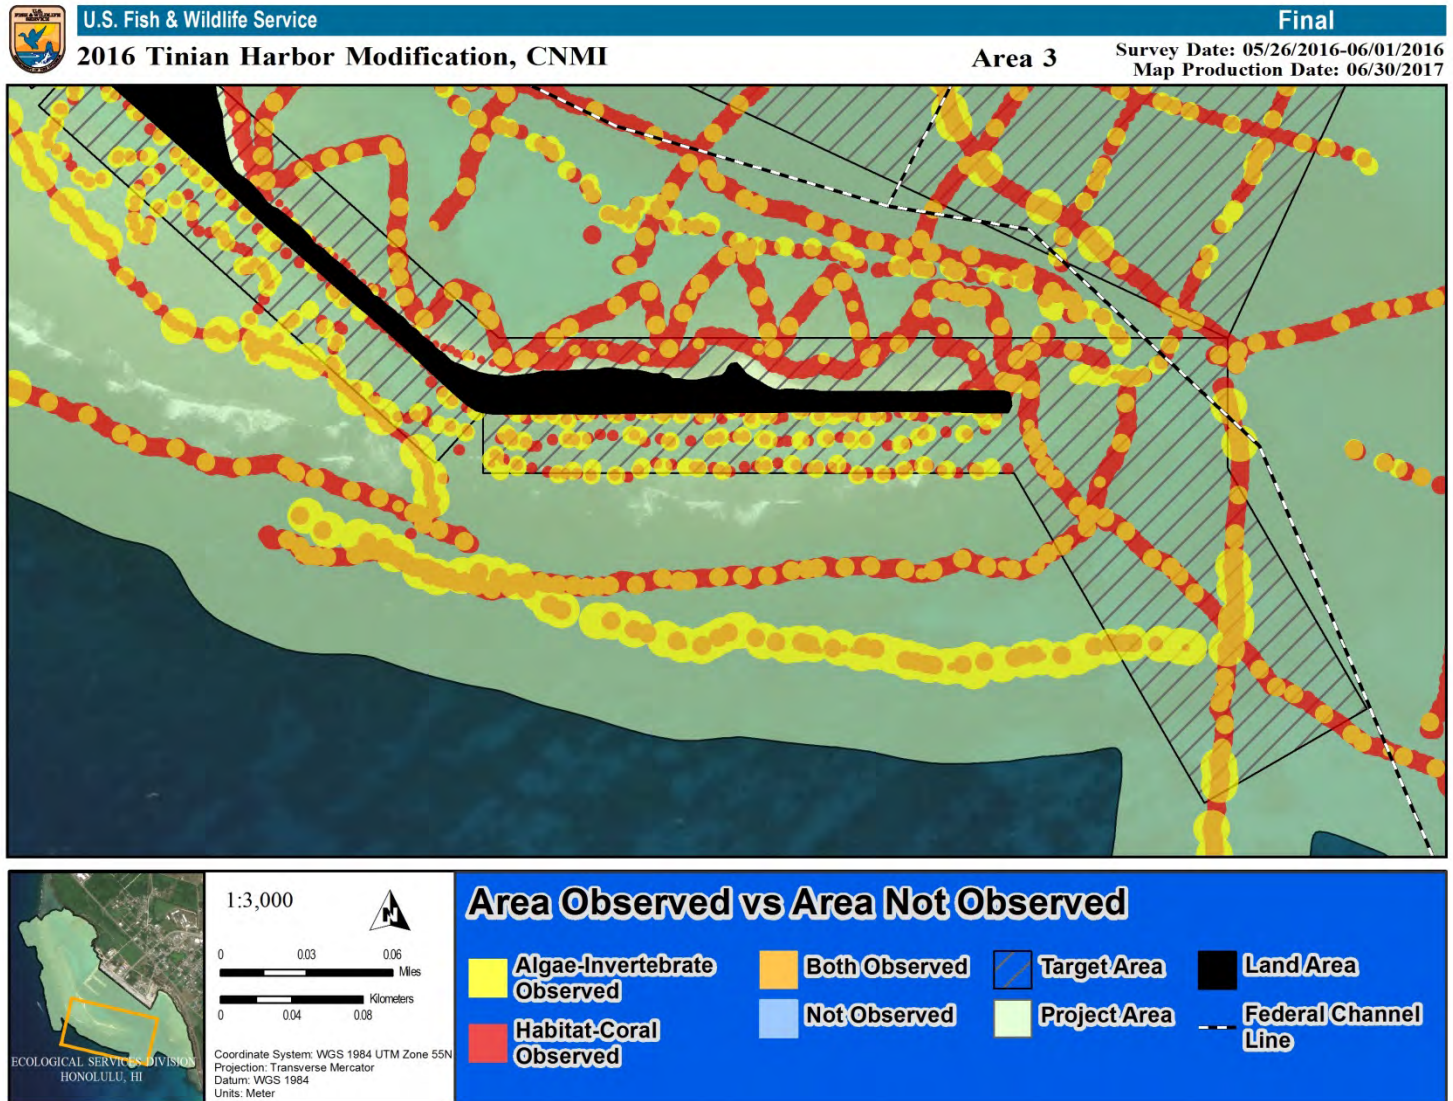 U.S.
FISH & WILDLIFE
SERVICE
U.S. Fish & Wildlife Service
Final
2016 Tinian Harbor Modification, CNMI
Area 3
Survey Date: 05/26/2016-06/01/2016
Map Production Date: 06/30/2017
ECOLOGICAL SERVICES DIVISION
HONOLULU, HI
1:3,000
N
0 0.03 0.06
Miles
Kilometers
0 0.04 0.08
Coordinate System: WGS 1984 UTM Zone 55N
Projection: Transverse Mercator
Datum: WGS 1984
Units: Meter
Area Observed vs Area Not Observed
Algae-Invertebrate
Observed
Habitat-Coral
Observed
Both Observed
Not Observed
Target Area
Project Area
Land Area
Federal Channel
Line